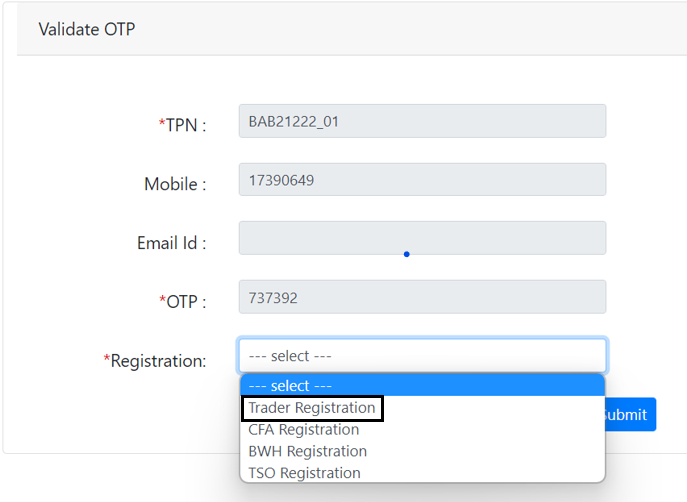 Validate OTP
*TPN : BAB21222_01
Mobile : 17390649
Email Id :
*OTP : 737392
*Registration: --- select ---
--- select ---
Trader Registration
Submit
CFA Registration
BWH Registration
TSO Registration